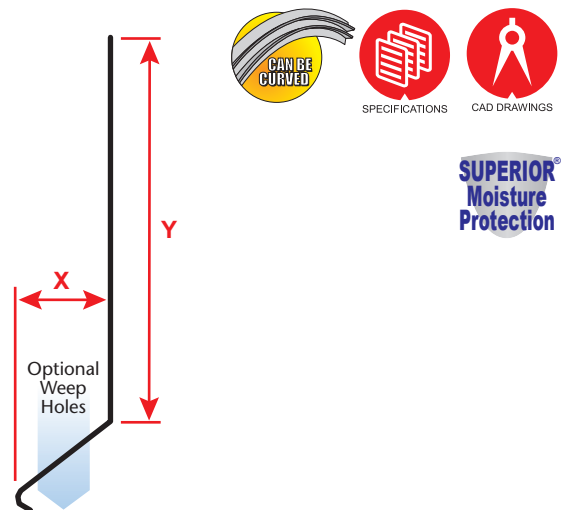 CAN BE
CURVED
SPECIFICATIONS
CAD DRAWINGS
SUPERIOR®
Moisture
Protection
Y
X
Optional
Weep
Holes